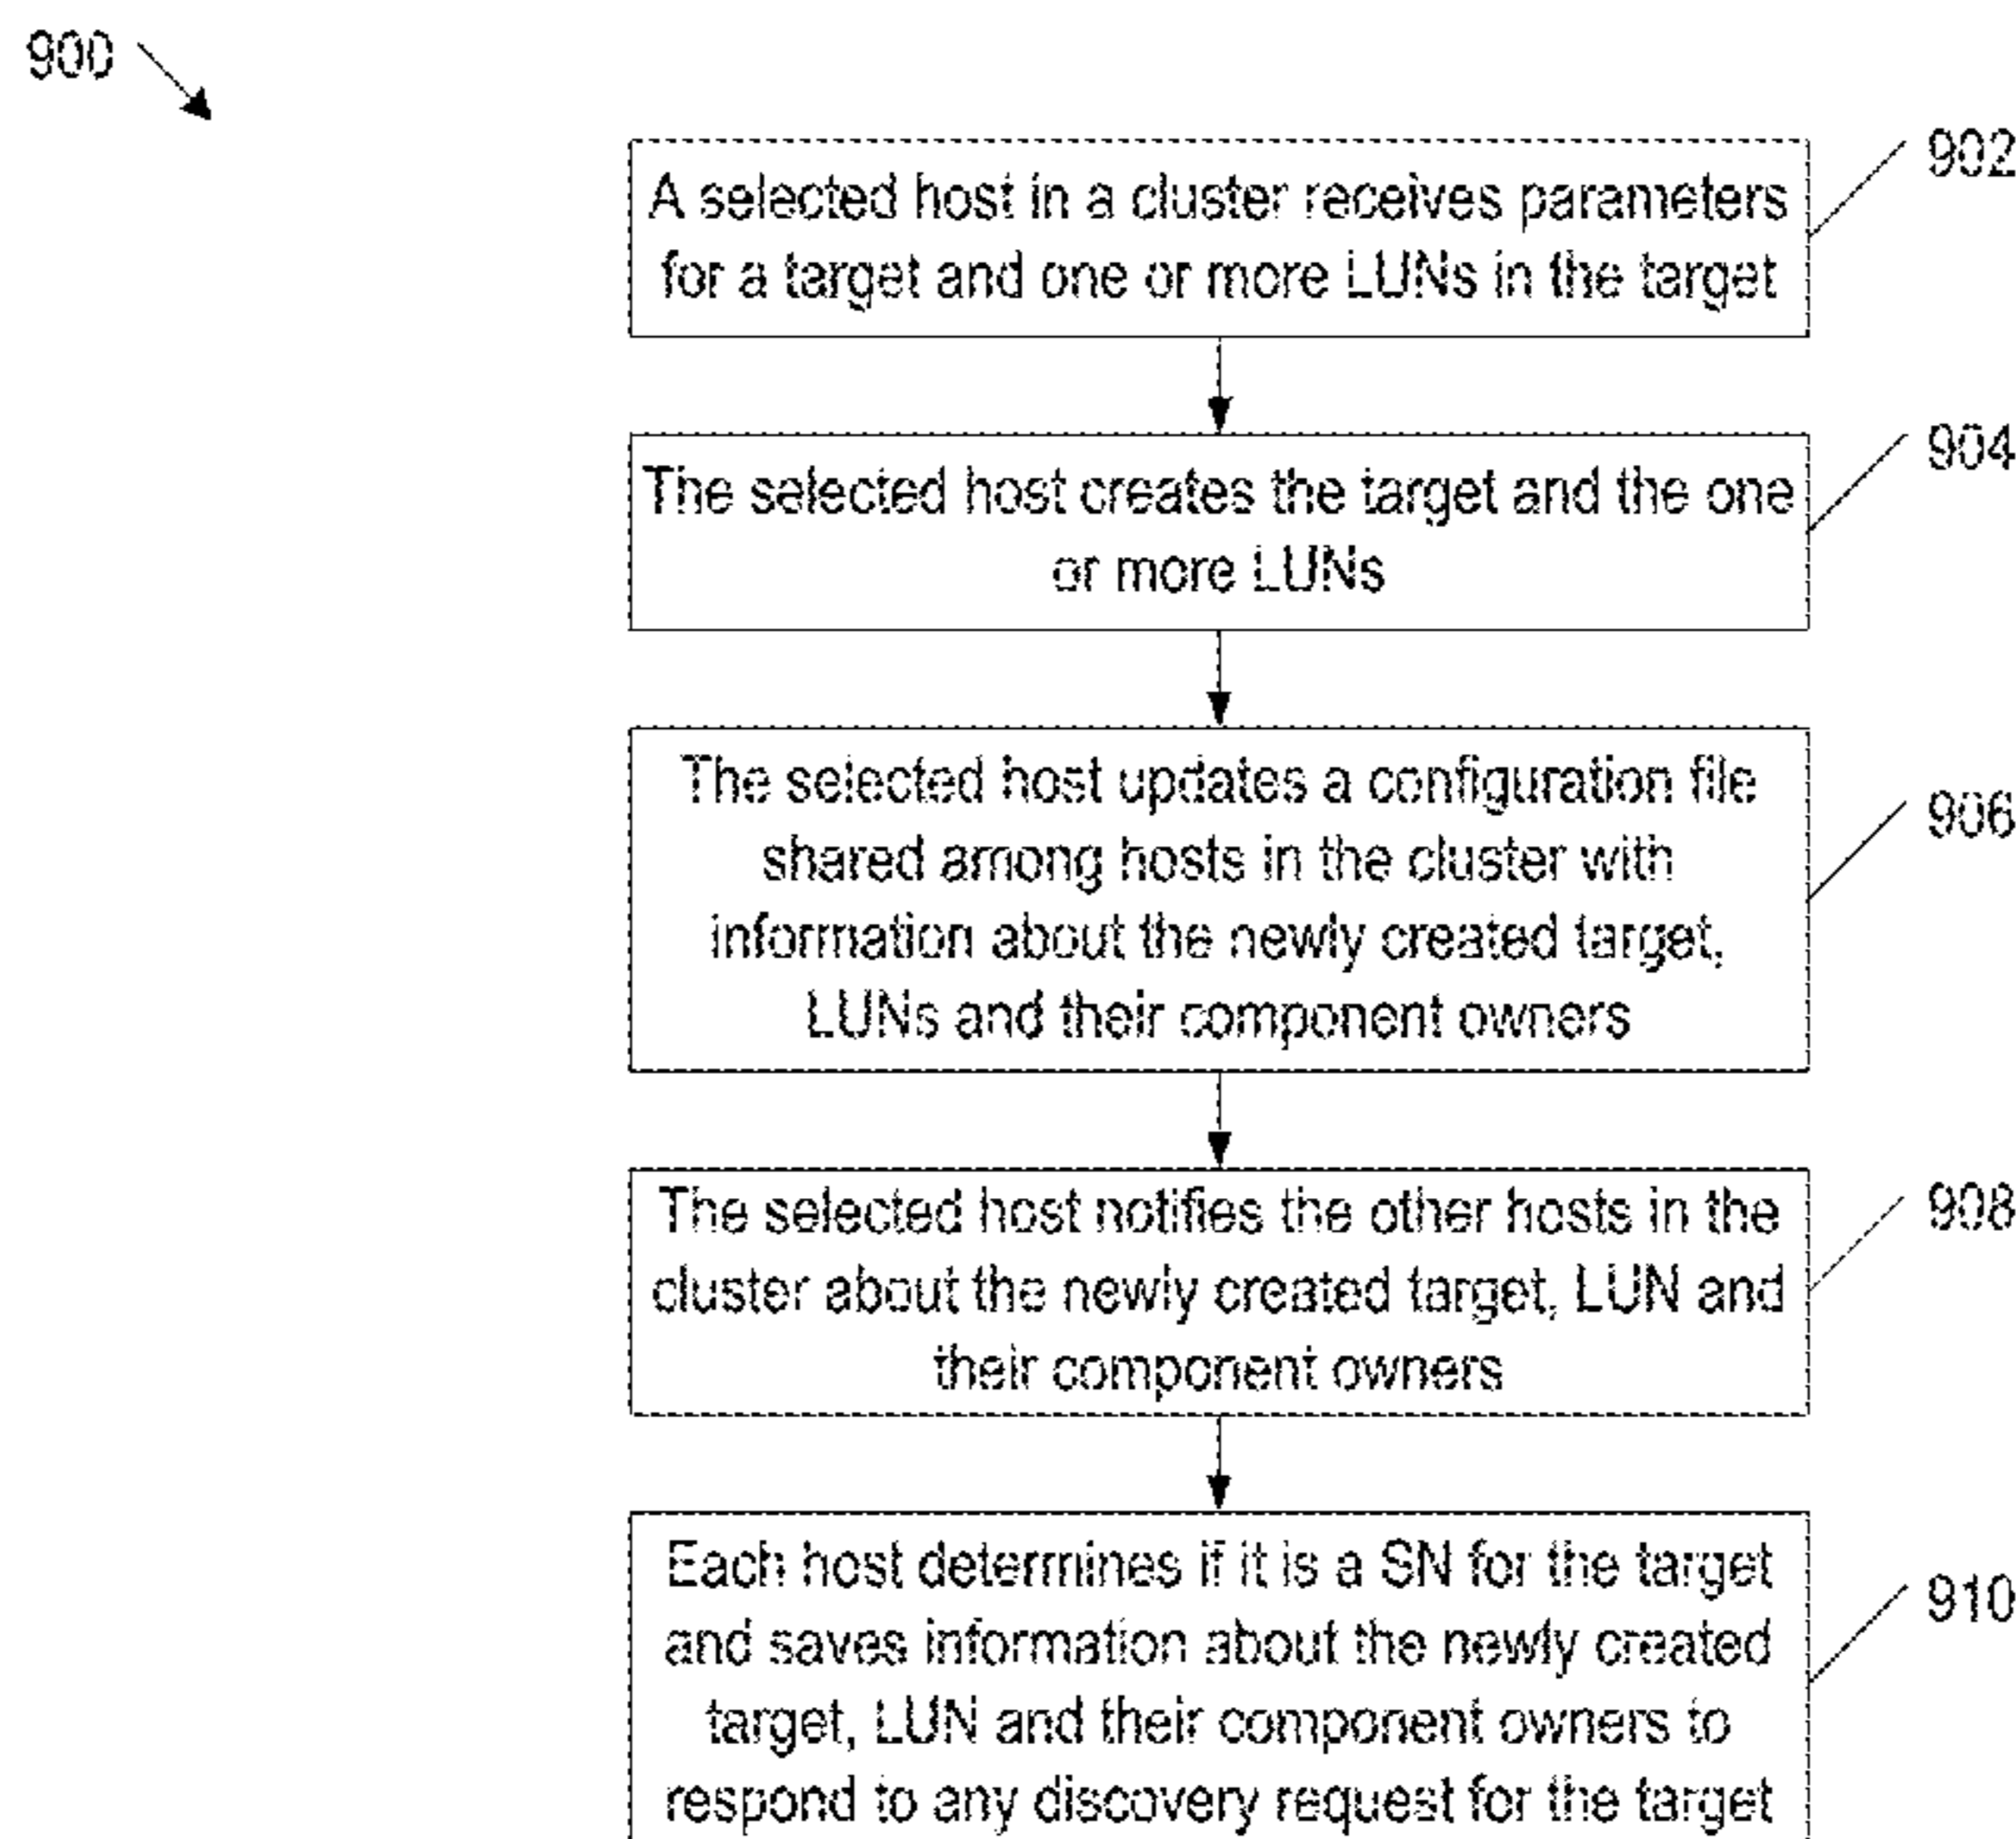 900
902
A selected host in a cluster receives parameters
for a target and one or more LUNs in the target
904
The selected host creates the target and the one
or more LUNs
The selected host updates a configuration file
906
shared among hosts in the cluster with
information about the newly created target,
LUNs and their component owners
908
The selected host notifies the other hosts in the
cluster about the newly created target, LUN and
their component owners
Each host determines if it is a SN for the target
910
and saves information about the newly created
target, LUN and their component owners to
respond to any discovery request for the target